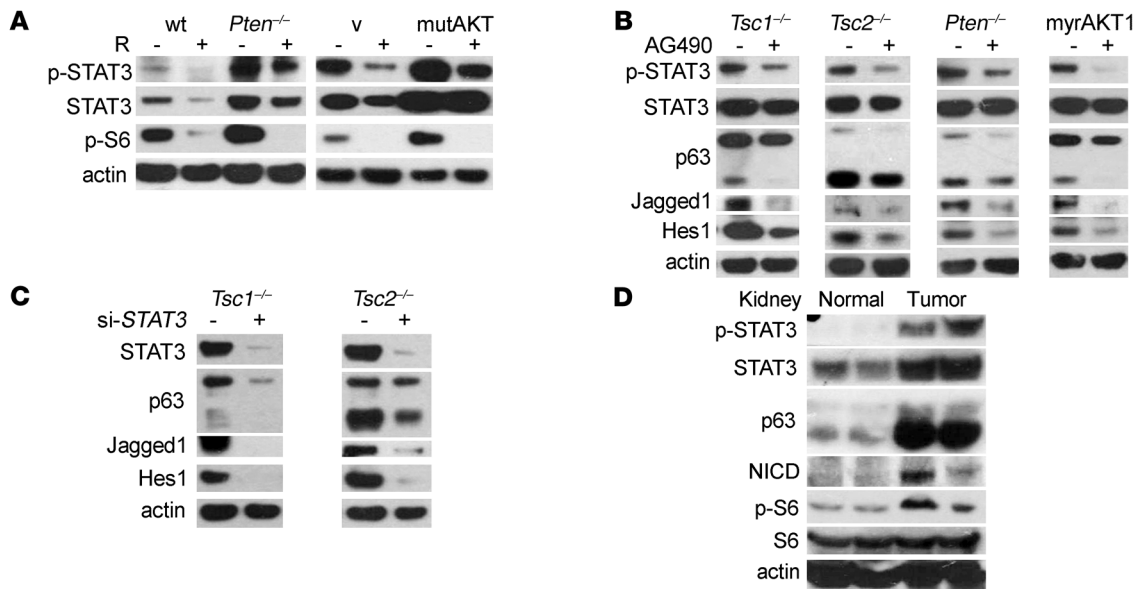 A
wt Pten–/– v mutAKT
R - + - + - + - +
p-STAT3
STAT3
p-S6
actin
B
Tsc1–/– Tsc2–/– Pten–/– myrAKT1
AG490 - + - + - + - +
p-STAT3
STAT3
p63
Jagged1
Hes1
actin
C
Tsc1–/– Tsc2–/–
si-STAT3 - + - +
STAT3
p63
Jagged1
Hes1
actin
D
Kidney Normal Tumor
p-STAT3
STAT3
p63
NICD
p-S6
S6
actin